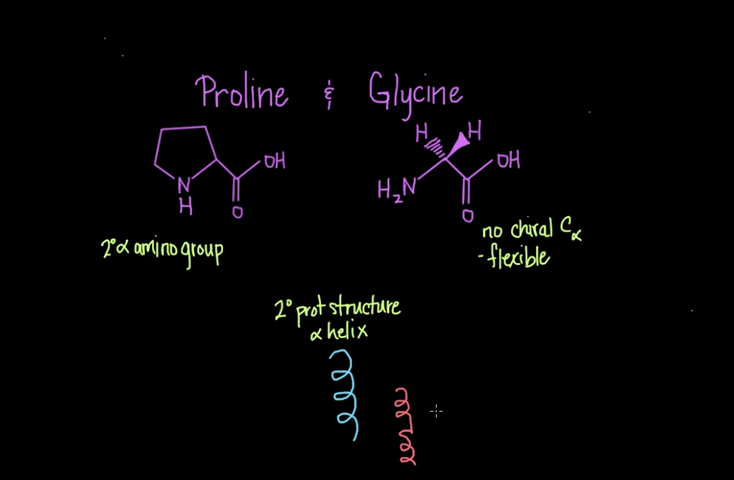 Proline & Glycine
H H
OH OH
N H₂N
H O O
2° α amino group
no chiral Cα
- flexible
2° prot structure
α helix